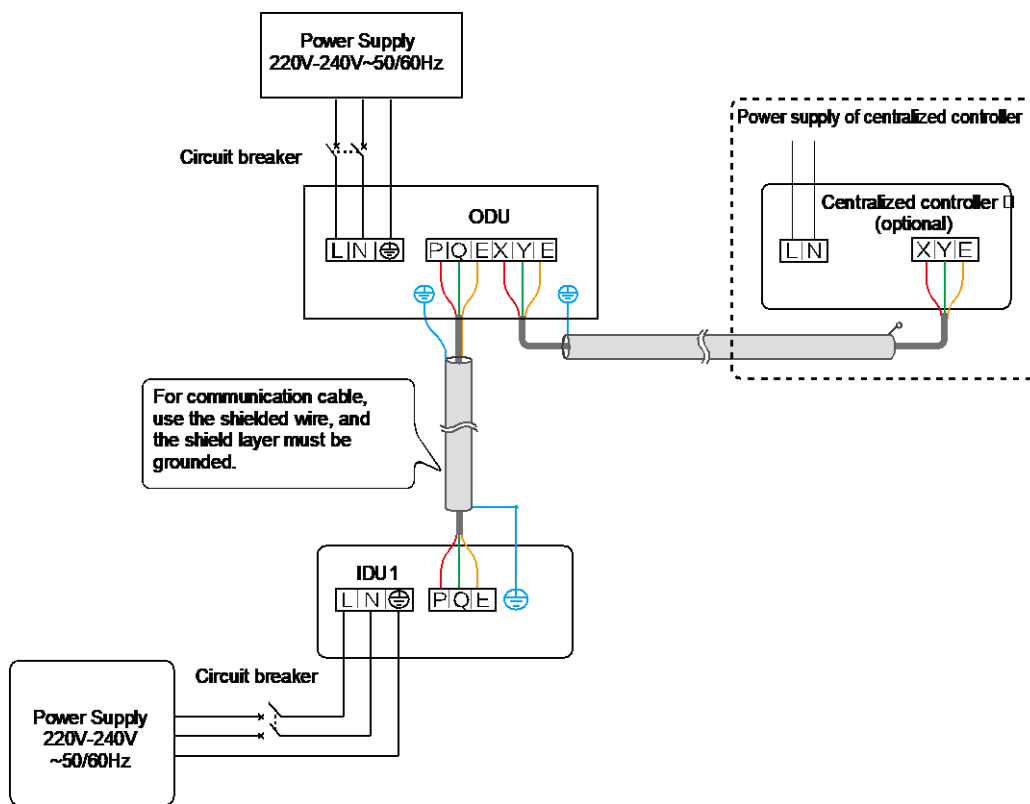 Power Supply
220V-240V~50/60Hz
Circuit breaker
Power supply of centralized controller
Centralized controller
(optional)
L N
X Y E
ODU
L N
P Q E X Y E
For communication cable,
use the shielded wire, and
the shield layer must be
grounded.
IDU 1
L N
P Q E
Circuit breaker
Power Supply
220V-240V
~50/60Hz